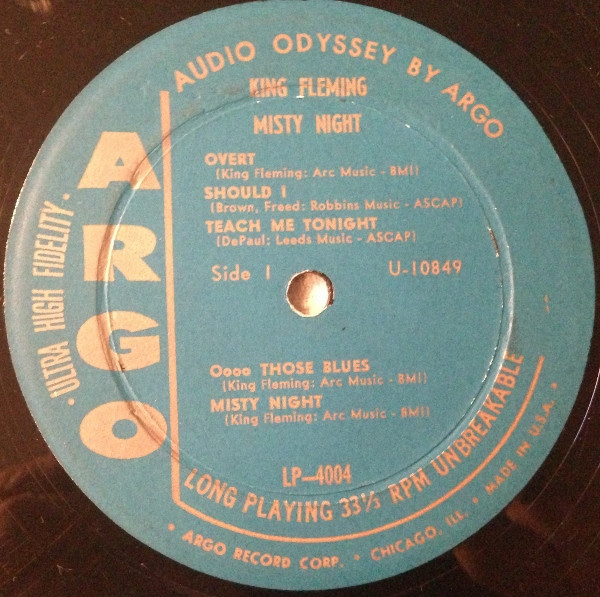 AUDIO ODYSSEY BY ARGO
KING FLEMING
MISTY NIGHT
OVERT
(King Fleming: Arc Music - BMI)
SHOULD I
(Brown, Freed: Robbins Music - ASCAP)
TEACH ME TONIGHT
(DePaul: Leeds Music - ASCAP)
Side 1 U-10849
Oooo THOSE BLUES
(King Fleming: Arc Music - BMI)
MISTY NIGHT
(King Fleming: Arc Music - BMI)
LP-4004
LONG PLAYING 33⅓ RPM UNBREAKABLE
• ARGO RECORD CORP. • CHICAGO, ILL. • MADE IN U.S.A. •
• ULTRA HIGH FIDELITY •
ARGO